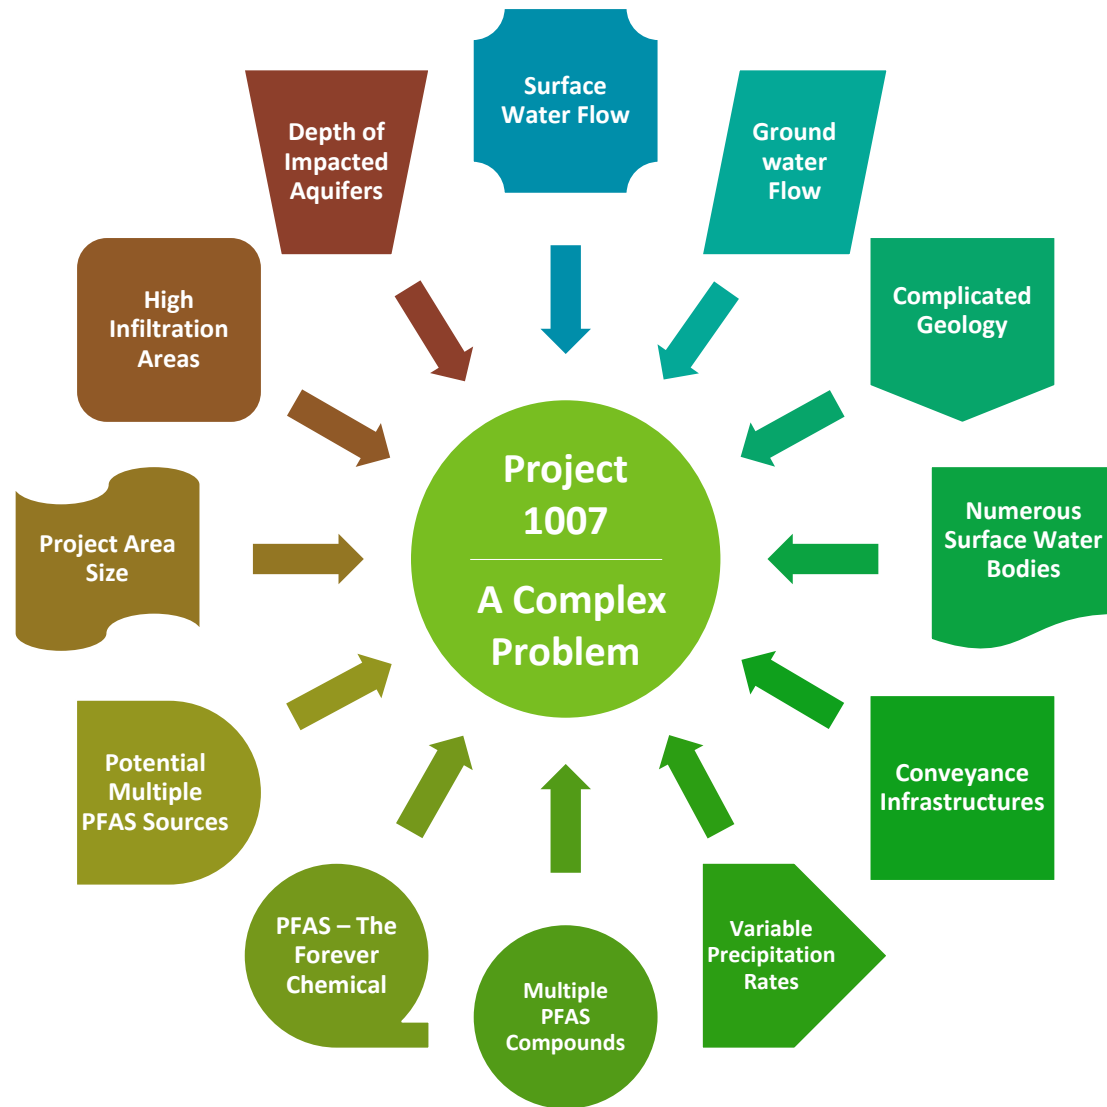 Surface
Water Flow
Ground
water
Flow
Complicated
Geology
Numerous
Surface Water
Bodies
Conveyance
Infrastructures
Variable
Precipitation
Rates
Multiple
PFAS
Compounds
PFAS – The
Forever
Chemical
Potential
Multiple
PFAS Sources
Project Area
Size
High
Infiltration
Areas
Depth of
Impacted
Aquifers
Project
1007
A Complex
Problem